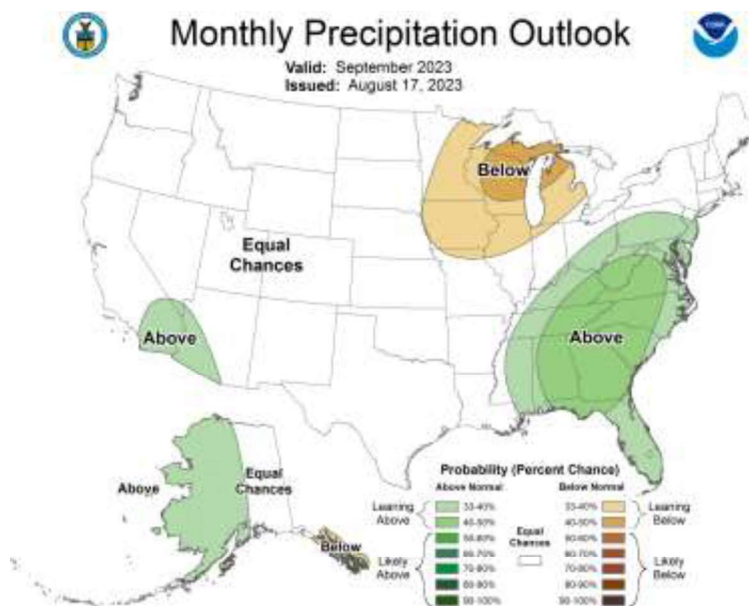 Monthly Precipitation Outlook
Valid: September 2023
Issued: August 17, 2023
Below
Equal
Chances
Above
Above
Above
Equal
Chances
Below
Probability (Percent Chance)
Above Normal
Below Normal
Leaning
Above
Likely
Above
33-40%
40-50%
50-60%
60-70%
70-80%
80-90%
90-100%
Equal
Chances
33-40%
40-50%
50-60%
60-70%
70-80%
80-90%
90-100%
Leaning
Below
Likely
Below